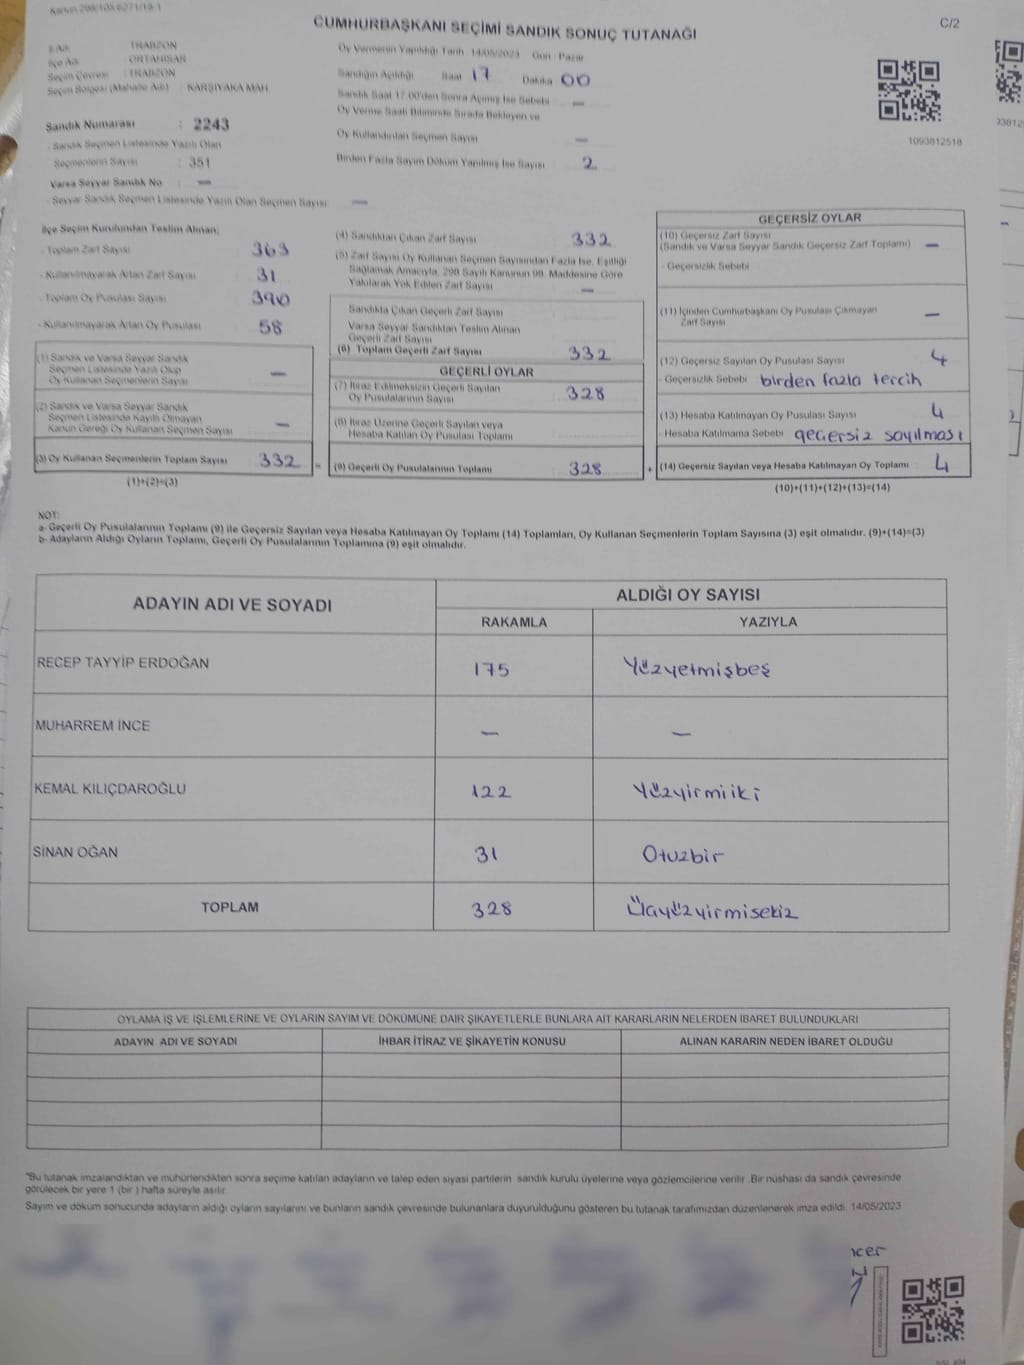 Kanun 298/105-6271/19-1
CUMHURBAŞKANI SEÇİMİ SANDIK SONUÇ TUTANAĞI
C/2
İl Adı : TRABZON
İlçe Adı : ORTAHİSAR
Seçim Çevresi : TRABZON
Seçim Bölgesi (Mahalle Adı) : KARŞIYAKA MAH
Sandık Numarası : 2243
- Sandık Seçmen Listesinde Yazılı Olan
Seçmenlerin Sayısı : 351
Varsa Seyyar Sandık No : —
- Seyyar Sandık Seçmen Listesinde Yazılı Olan Seçmen Sayısı —
Oy Vermenin Yapıldığı Tarih 14/05/2023 Gün : Pazar
Sandığın Açıldığı Saat 17 Dakika 00
Sandık Saat 17.00'den Sonra Açılmış İse Sebebi —
Oy Verme Saati Bitiminde Sırada Bekleyen ve
Oy Kullandırılan Seçmen Sayısı —
Birden Fazla Sayım Döküm Yapılmış İse Sayısı 2
1093812518
İlçe Seçim Kurulundan Teslim Alınan;
- Toplam Zarf Sayısı 363
- Kullanılmayarak Artan Zarf Sayısı 31
- Toplam Oy Pusulası Sayısı 390
- Kullanılmayarak Artan Oy Pusulası 58
(1) Sandık ve Varsa Seyyar Sandık
Seçmen Listesinde Yazılı Olup
Oy Kullanan Seçmenlerin Sayısı —
(2) Sandık ve Varsa Seyyar Sandık
Seçmen Listesinde Kayıtlı Olmayan
Kanun Gereği Oy Kullanan Seçmen Sayısı —
(3) Oy Kullanan Seçmenlerin Toplam Sayısı 332 =
(1)+(2)=(3)
(4) Sandıktan Çıkan Zarf Sayısı 332
(5) Zarf Sayısı Oy Kullanan Seçmen Sayısından Fazla İse, Eşitliği
Sağlamak Amacıyla, 298 Sayılı Kanunun 98. Maddesine Göre
Yakılarak Yok Edilen Zarf Sayısı —
Sandıkta Çıkan Geçerli Zarf Sayısı
Varsa Seyyar Sandıktan Teslim Alınan
Geçerli Zarf Sayısı
(6) Toplam Geçerli Zarf Sayısı 332
GEÇERLİ OYLAR
(7) İtiraz Edilmeksizin Geçerli Sayılan
Oy Pusulalarının Sayısı 328
(8) İtiraz Üzerine Geçerli Sayılan veya
Hesaba Katılan Oy Pusulası Toplamı
(9) Geçerli Oy Pusulalarının Toplamı 328 +
GEÇERSİZ OYLAR
(10) Geçersiz Zarf Sayısı
(Sandık ve Varsa Seyyar Sandık Geçersiz Zarf Toplamı) —
- Geçersizlik Sebebi
(11) İçinden Cumhurbaşkanı Oy Pusulası Çıkmayan
Zarf Sayısı —
(12) Geçersiz Sayılan Oy Pusulası Sayısı 4
- Geçersizlik Sebebi birden fazla tercih
(13) Hesaba Katılmayan Oy Pusulası Sayısı 4
- Hesaba Katılmama Sebebi geçersiz sayılması
(14) Geçersiz Sayılan veya Hesaba Katılmayan Oy Toplamı 4
(10)+(11)+(12)+(13)=(14)
NOT:
a- Geçerli Oy Pusulalarının Toplamı (9) ile Geçersiz Sayılan veya Hesaba Katılmayan Oy Toplamı (14) Toplamları, Oy Kullanan Seçmenlerin Toplam Sayısına (3) eşit olmalıdır. (9)+(14)=(3)
b- Adayların Aldığı Oyların Toplamı, Geçerli Oy Pusulalarının Toplamına (9) eşit olmalıdır.
ADAYIN ADI VE SOYADI
ALDIĞI OY SAYISI
RAKAMLA YAZIYLA
RECEP TAYYİP ERDOĞAN 175 Yüzyetmişbeş
MUHARREM İNCE — —
KEMAL KILIÇDAROĞLU 122 Yüzyirmiiki
SİNAN OĞAN 31 Otuzbir
TOPLAM 328 Üçyüzyirmisekiz
OYLAMA İŞ VE İŞLEMLERİNE VE OYLARIN SAYIM VE DÖKÜMÜNE DAİR ŞİKAYETLERLE BUNLARA AİT KARARLARIN NELERDEN İBARET BULUNDUKLARI
ADAYIN ADI VE SOYADI İHBAR İTİRAZ VE ŞİKAYETİN KONUSU ALINAN KARARIN NEDEN İBARET OLDUĞU
*Bu tutanak imzalandıktan ve mühürlendikten sonra seçime katılan adayların ve talep eden siyasi partilerin sandık kurulu üyelerine veya gözlemcilerine verilir. Bir nüshası da sandık çevresinde
görülecek bir yere 1 (bir ) hafta süreyle asılır.
Sayım ve döküm sonucunda adayların aldığı oyların sayılarını ve bunların sandık çevresinde bulunanlara duyurulduğunu gösteren bu tutanak tarafımızdan düzenlenerek imza edildi. 14/05/2023
ncer